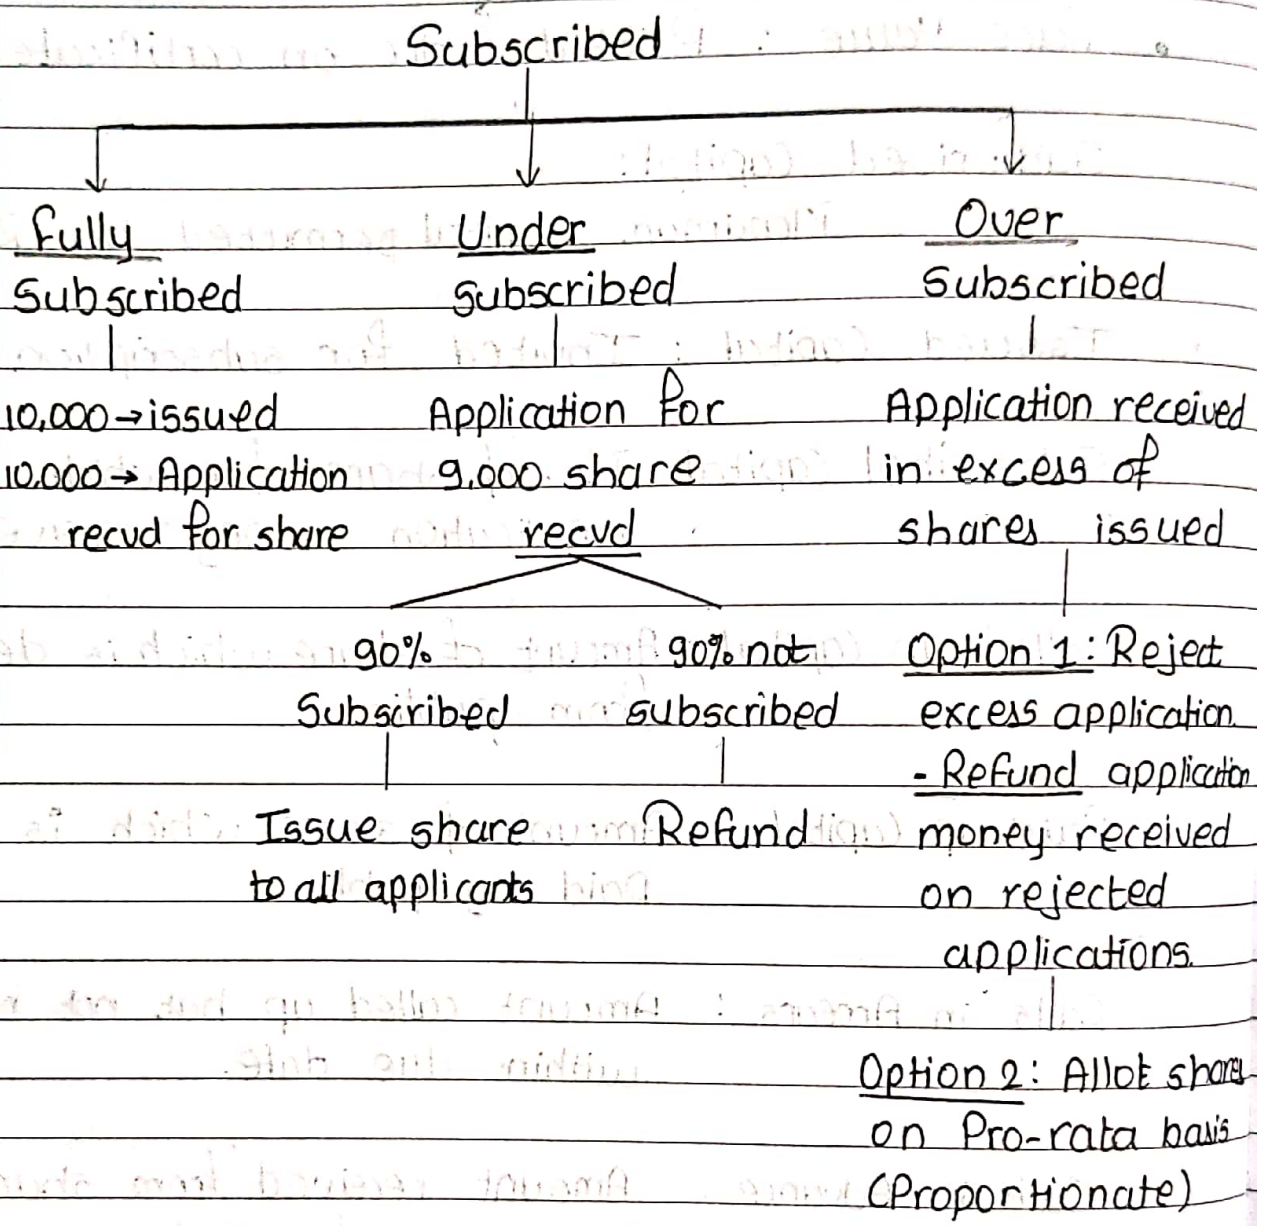 Subscribed
Fully
Subscribed
10,000→issued
10,000→ Application
recvd for share
Under
subscribed
Application for
9,000 share
recvd
90%
Subscribed
Issue share
to all applicants
90% not
subscribed
Refund
Over
Subscribed
Application received
in excess of
shares issued
Option 1: Reject
excess application
- Refund application
money received
on rejected
applications.
Option 2: Allot shares
on Pro-rata basis
(Proportionate)